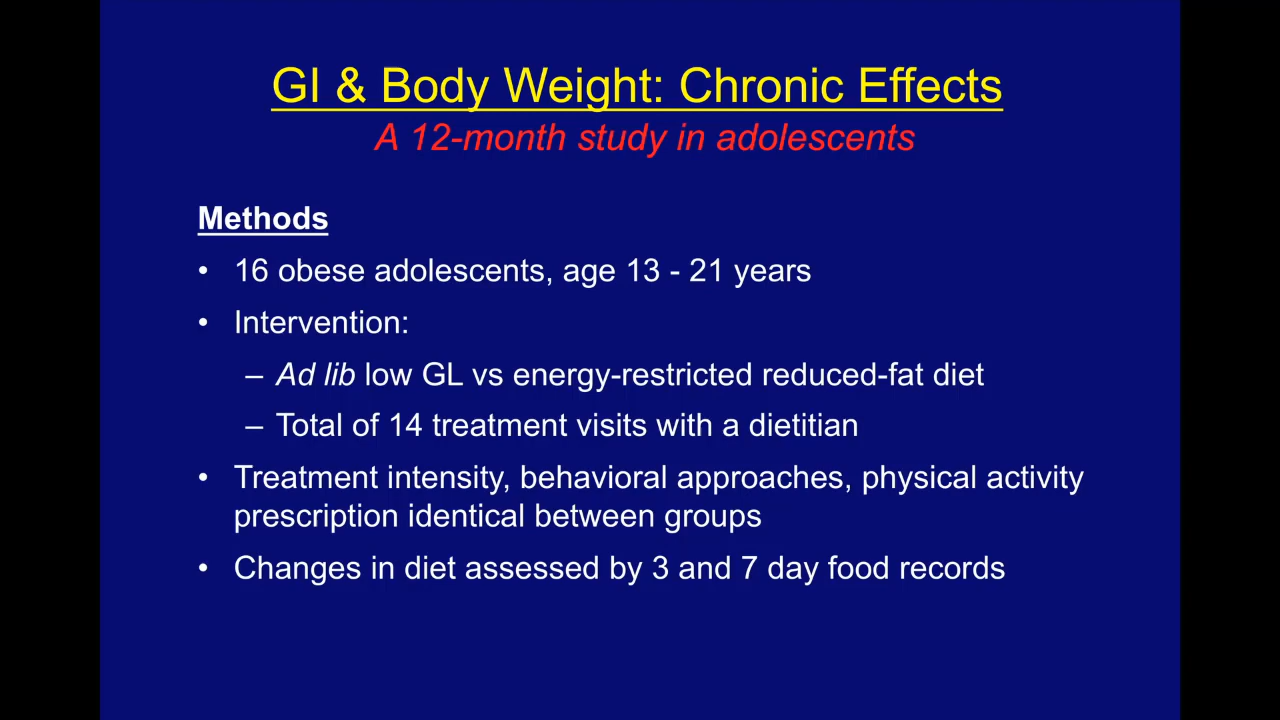 GI & Body Weight: Chronic Effects
A 12-month study in adolescents
Methods
• 16 obese adolescents, age 13 - 21 years
• Intervention:
– Ad lib low GL vs energy-restricted reduced-fat diet
– Total of 14 treatment visits with a dietitian
• Treatment intensity, behavioral approaches, physical activity
prescription identical between groups
• Changes in diet assessed by 3 and 7 day food records